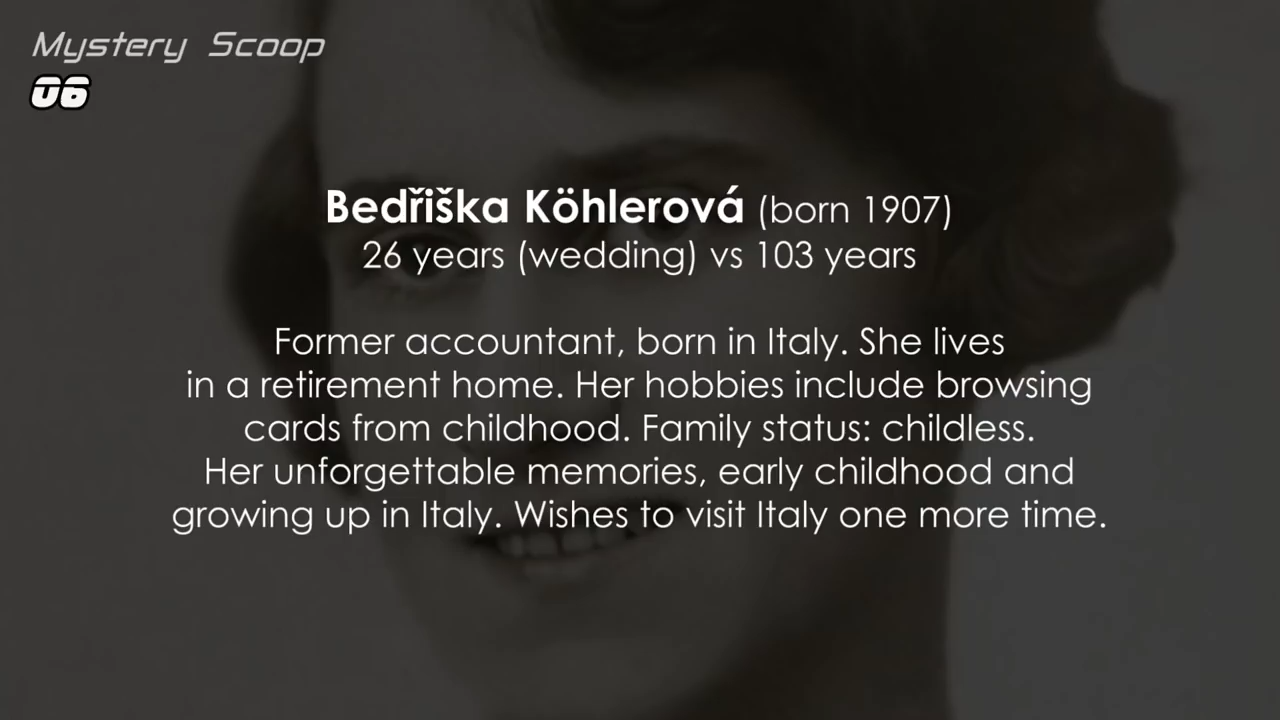 Mystery Scoop
06
Bedřiška Köhlerová (born 1907)
26 years (wedding) vs 103 years
Former accountant, born in Italy. She lives
in a retirement home. Her hobbies include browsing
cards from childhood. Family status: childless.
Her unforgettable memories, early childhood and
growing up in Italy. Wishes to visit Italy one more time.